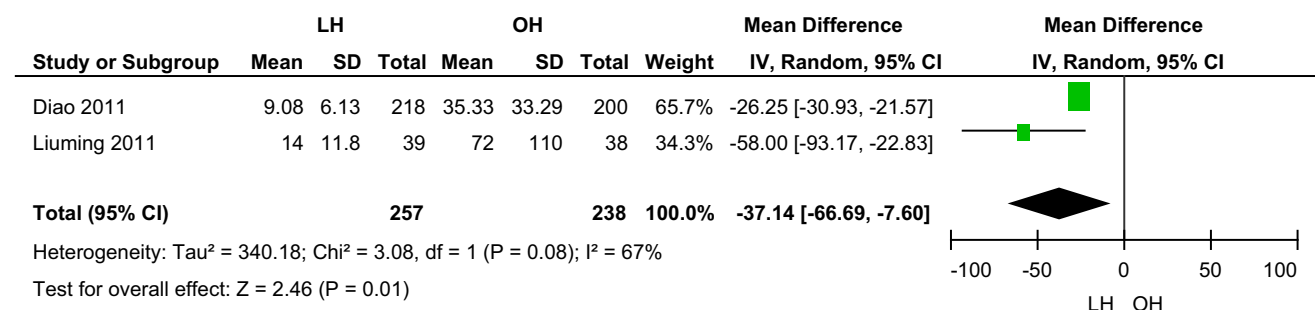 LH OH Mean Difference Mean Difference
Study or Subgroup Mean SD Total Mean SD Total Weight IV, Random, 95% CI IV, Random, 95% CI
Diao 2011 9.08 6.13 218 35.33 33.29 200 65.7% -26.25 [-30.93, -21.57]
Liuming 2011 14 11.8 39 72 110 38 34.3% -58.00 [-93.17, -22.83]
Total (95% CI) 257 238 100.0% -37.14 [-66.69, -7.60]
Heterogeneity: Tau² = 340.18; Chi² = 3.08, df = 1 (P = 0.08); I² = 67%
Test for overall effect: Z = 2.46 (P = 0.01)
-100 -50 0 50 100
LH OH